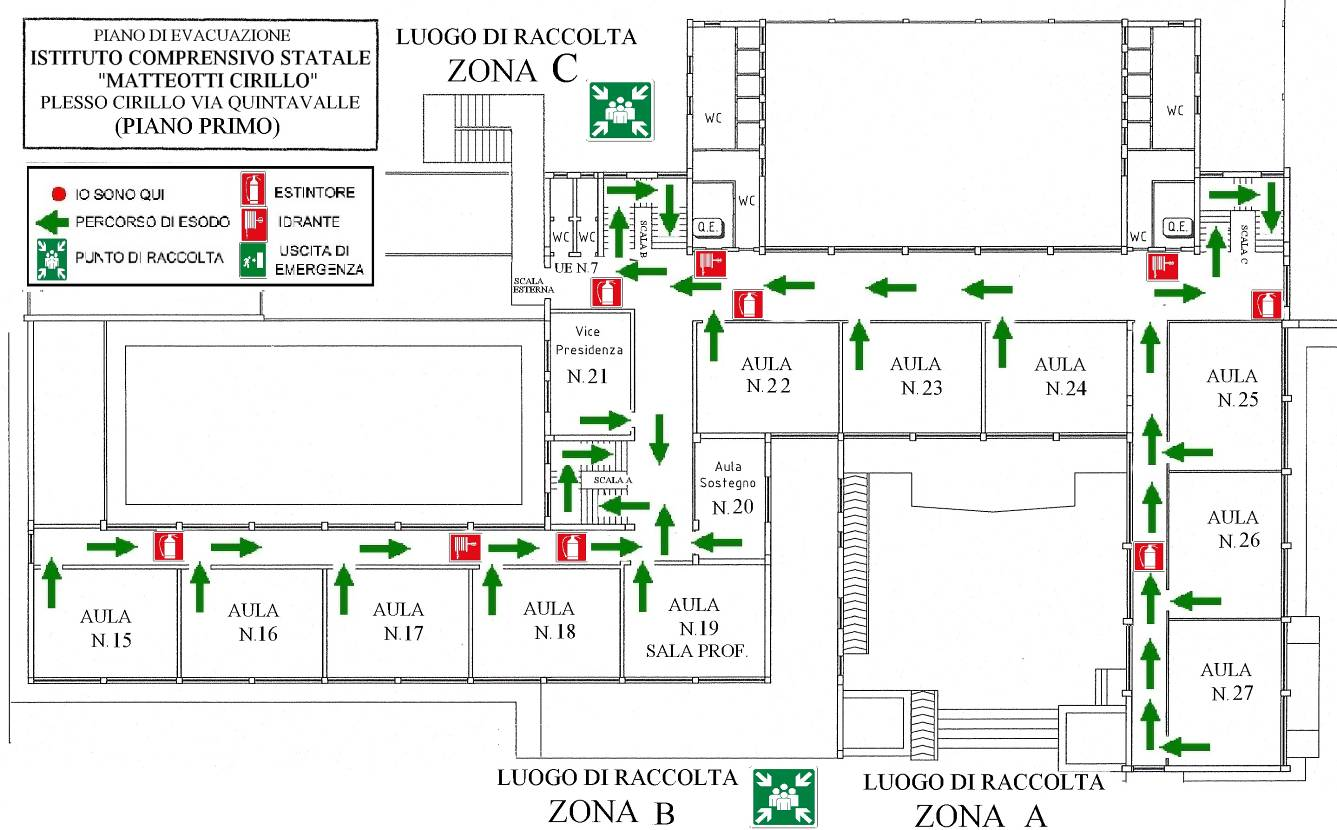 PIANO DI EVACUAZIONE
ISTITUTO COMPRENSIVO STATALE
"MATTEOTTI CIRILLO"
PLESSO CIRILLO VIA QUINTAVALLE
(PIANO PRIMO)
IO SONO QUI
PERCORSO DI ESODO
PUNTO DI RACCOLTA
ESTINTORE
IDRANTE
USCITA DI
EMERGENZA
LUOGO DI RACCOLTA
ZONA C
WC
WC
WC
WC
WC
WC
Q.E.
Q.E.
SCALA B
SCALA C
UE N.7
SCALA
ESTERNA
Vice
Presidenza
N.21
AULA
N.22
AULA
N.23
AULA
N.24
AULA
N.25
SCALA A
Aula
Sostegno
N.20
AULA
N.26
AULA
N.15
AULA
N.16
AULA
N.17
AULA
N.18
AULA
N.19
SALA PROF.
AULA
N.27
LUOGO DI RACCOLTA
ZONA B
LUOGO DI RACCOLTA
ZONA A